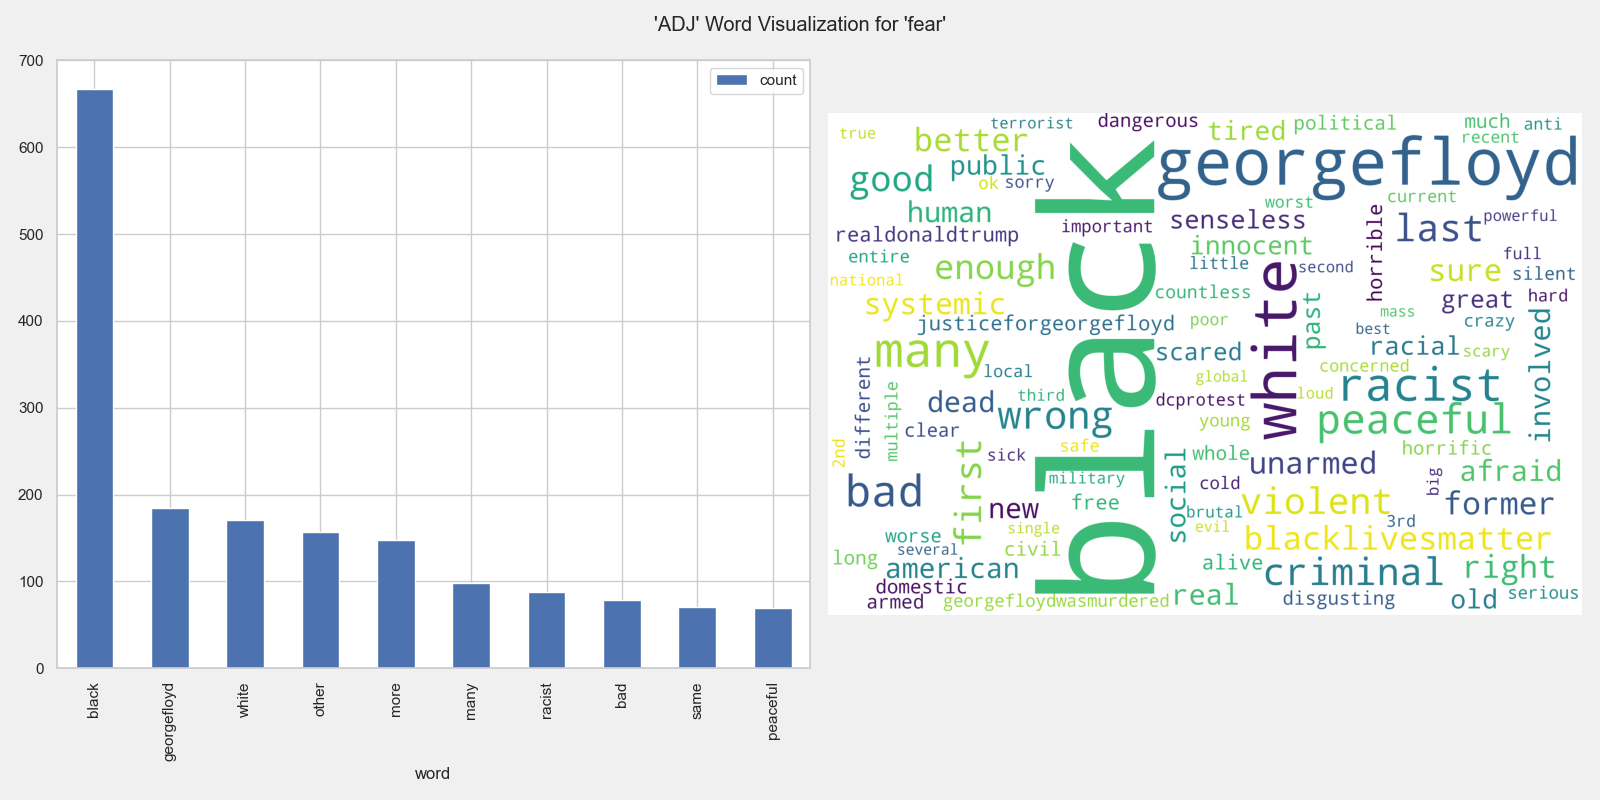 'ADJ' Word Visualization for 'fear'
700
600
500
400
300
200
100
0
count
black
georgefloyd
white
other
more
many
racist
bad
same
peaceful
word
true
terrorist
dangerous
tired
political
much
anti
recent
better
public
good
ok
sorry
georgefloyd
human
important
senseless
worst
current
last
powerful
realdonaldtrump
innocent
horrible
entire
enough
little
second
full
sure
silent
national
systemic
countless
past
great
hard
justiceforgeorgefloyd
poor
mass
crazy
best
many
black
white
scared
racial
scary
involved
local
concerned
different
multiple
third
global
loud
racist
dead
dcprotest
wrong
young
peaceful
clear
2nd
first
sick
safe
whole
horrific
unarmed
afraid
bad
military
social
cold
big
new
free
brutal
violent
former
single
evil
3rd
worse
several
civil
blacklivesmatter
long
american
alive
criminal
right
domestic
armed
georgefloydwasmurdered
real
disgusting
old
serious